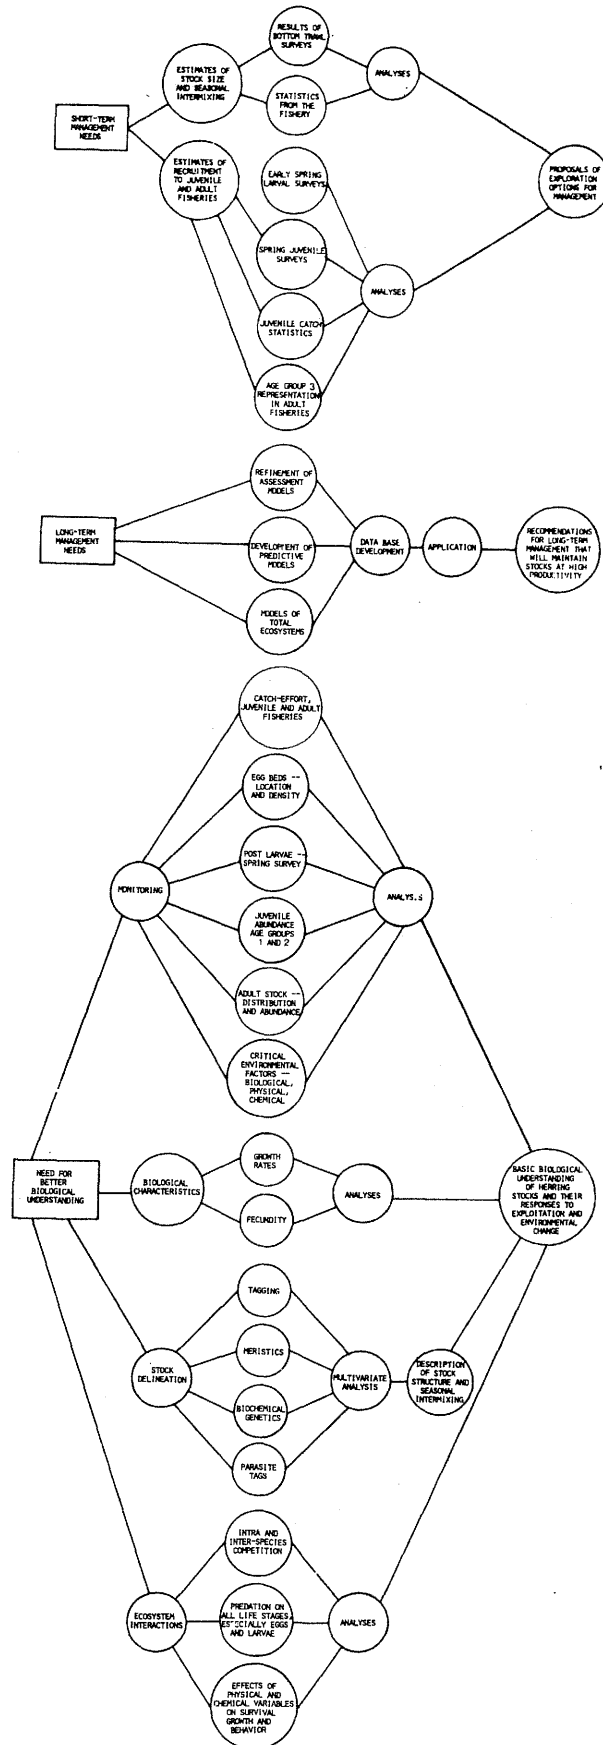 RESULTS OF
BOTTOM TRAWL
SURVEYS
ESTIMATES OF
STOCK SIZE
AND SEASONAL
INTERMIXING
ANALYSES
STATISTICS
FROM THE
FISHERY
SHORT-TERM
MANAGEMENT
NEEDS
ESTIMATES OF
RECRUITMENT
TO JUVENILE
AND ADULT
FISHERIES
EARLY SPRING
LARVAL SURVEYS
PROPOSALS OF
EXPLORATION
OPTIONS FOR
MANAGEMENT
SPRING JUVENILE
SURVEYS
ANALYSES
JUVENILE CATCH
STATISTICS
AGE GROUP 3
REPRESENTATION
IN ADULT
FISHERIES
REFINEMENT OF
ASSESSMENT
MODELS
LONG-TERM
MANAGEMENT
NEEDS
DEVELOPMENT OF
PREDICTIVE
MODELS
DATA BASE
DEVELOPMENT
APPLICATION
RECOMMENDATIONS
FOR LONG-TERM
MANAGEMENT THAT
WILL MAINTAIN
STOCKS AT HIGH
PRODUCTIVITY
MODELS OF
TOTAL
ECOSYSTEMS
CATCH-EFFORT,
JUVENILE AND ADULT
FISHERIES
EGG BEDS --
LOCATION
AND DENSITY
MONITORING
POST LARVAE --
SPRING SURVEY
ANALYSIS
JUVENILE
ABUNDANCE
AGE GROUPS
1 AND 2
ADULT STOCK --
DISTRIBUTION
AND ABUNDANCE
CRITICAL
ENVIRONMENTAL
FACTORS --
BIOLOGICAL,
PHYSICAL,
CHEMICAL
NEED FOR
BETTER
BIOLOGICAL
UNDERSTANDING
BIOLOGICAL
CHARACTERISTICS
GROWTH
RATES
FECUNDITY
ANALYSES
BASIC BIOLOGICAL
UNDERSTANDING
OF HERRING
STOCKS AND THEIR
RESPONSES TO
EXPLOITATION AND
ENVIRONMENTAL
CHANGE
TAGGING
STOCK
DELINEATION
MERISTICS
MULTIVARIATE
ANALYSIS
DESCRIPTION
OF STOCK
STRUCTURE AND
SEASONAL
INTERMIXING
BIOCHEMICAL
GENETICS
PARASITE
TAGS
INTRA AND
INTER-SPECIES
COMPETITION
ECOSYSTEM
INTERACTIONS
PREDATION ON
ALL LIFE STAGES,
ESPECIALLY EGGS
AND LARVAE
ANALYSES
EFFECTS OF
PHYSICAL AND
CHEMICAL VARIABLES
ON SURVIVAL
GROWTH AND
BEHAVIOR